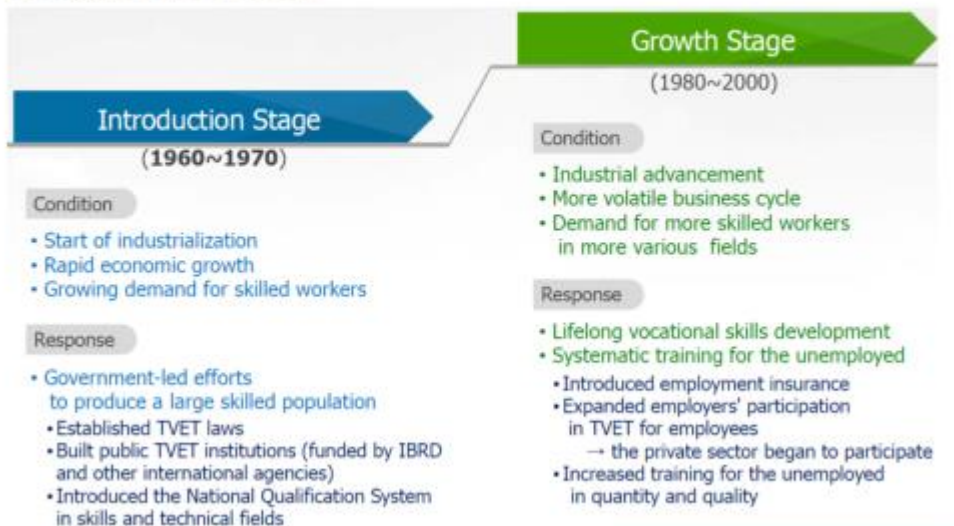 Introduction Stage
(1960~1970)
Condition
• Start of industrialization
• Rapid economic growth
• Growing demand for skilled workers
Response
• Government-led efforts
to produce a large skilled population
• Established TVET laws
• Built public TVET institutions (funded by IBRD
and other international agencies)
• Introduced the National Qualification System
in skills and technical fields
Growth Stage
(1980~2000)
Condition
• Industrial advancement
• More volatile business cycle
• Demand for more skilled workers
in more various fields
Response
• Lifelong vocational skills development
• Systematic training for the unemployed
• Introduced employment insurance
• Expanded employers' participation
in TVET for employees
→ the private sector began to participate
• Increased training for the unemployed
in quantity and quality